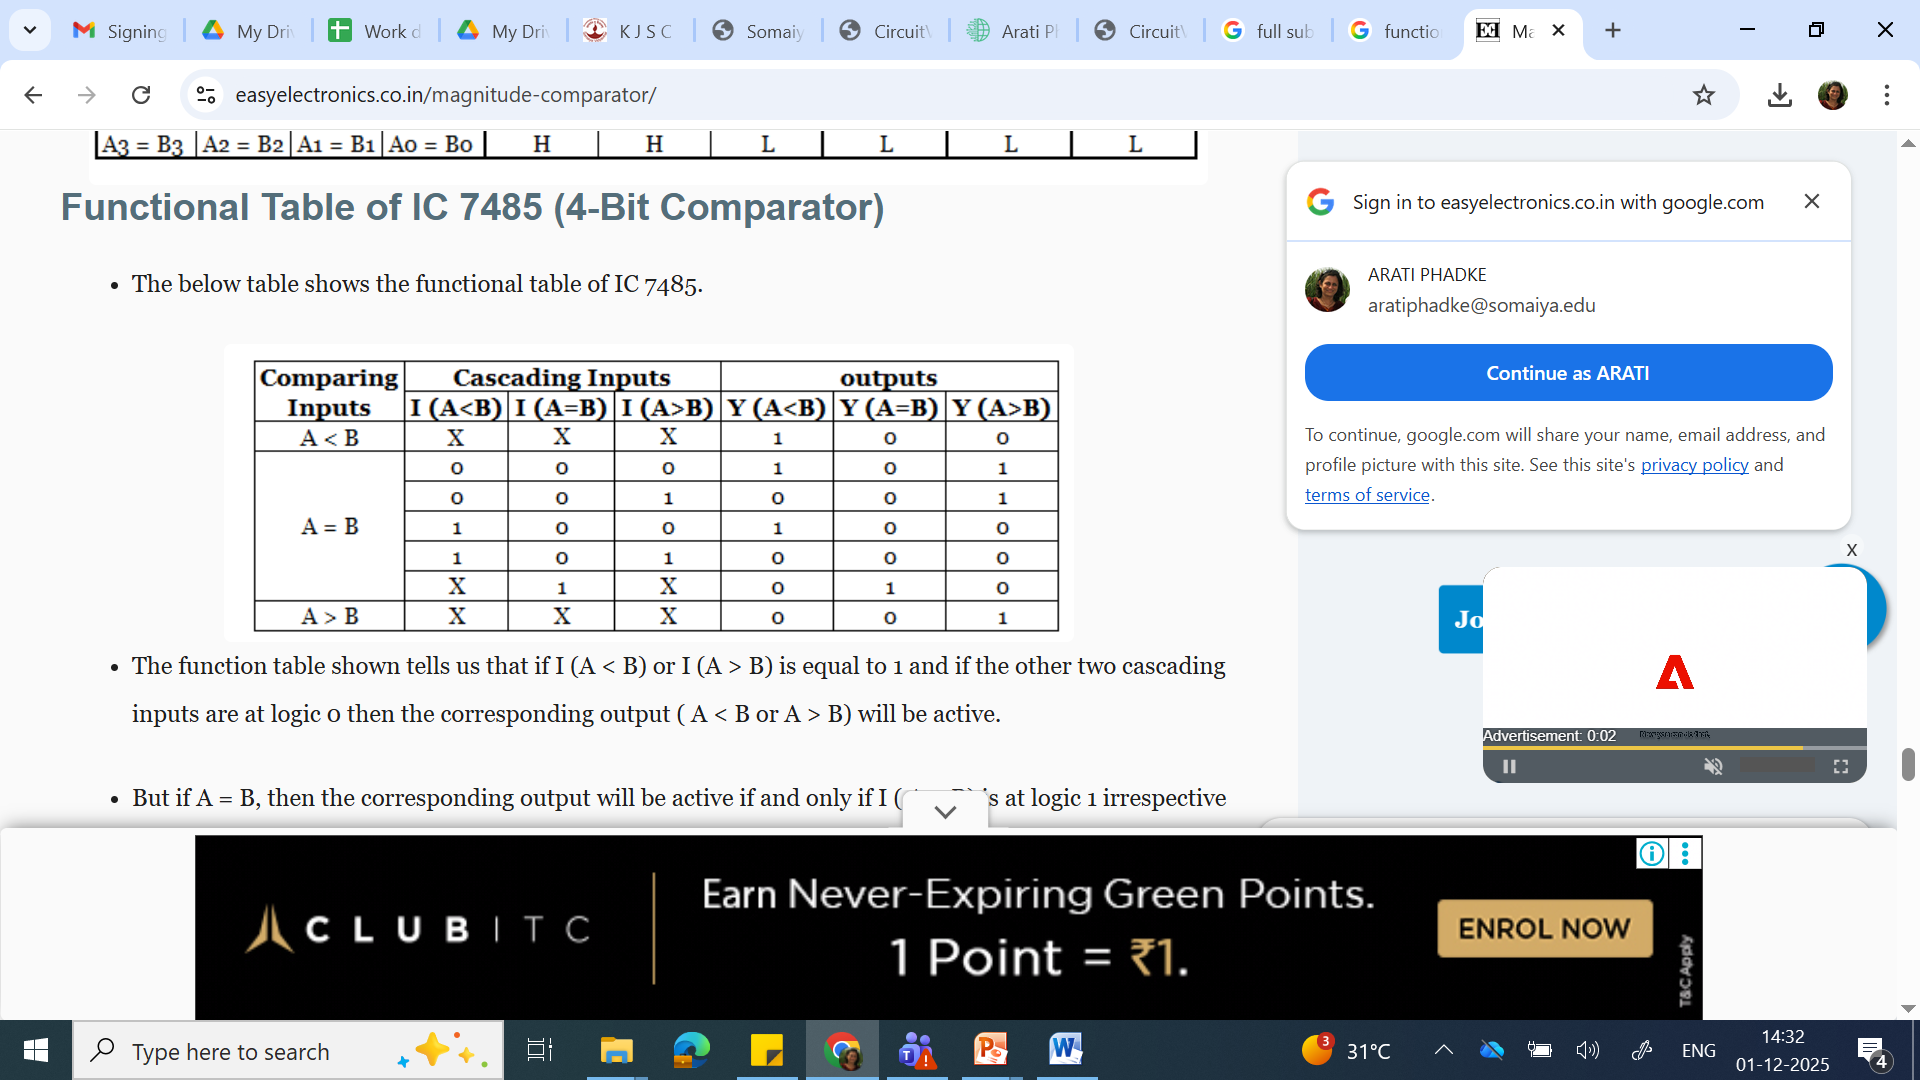 Signing
My Dri
Work d
My Driv
K J S C
Somaiy
Circuit
Arati P
Circuit
full sub
functio
Ma
easyelectronics.co.in/magnitude-comparator/
A3 = B3 A2 = B2 A1 = B1 A0 = B0 H H L L L L
Functional Table of IC 7485 (4-Bit Comparator)
• The below table shows the functional table of IC 7485.
Comparing Inputs Cascading Inputs outputs
I (A<B) I (A=B) I (A>B) Y (A<B) Y (A=B) Y (A>B)
A < B X X X 1 0 0
0 0 0 1 0 1
0 0 1 0 0 1
A = B 1 0 0 1 0 0
1 0 1 0 0 0
X 1 X 0 1 0
A > B X X X 0 0 1
• The function table shown tells us that if I (A < B) or I (A > B) is equal to 1 and if the other two cascading
inputs are at logic 0 then the corresponding output ( A < B or A > B) will be active.
• But if A = B, then the corresponding output will be active if and only if I ( s at logic 1 irrespective
Sign in to easyelectronics.co.in with google.com
ARATI PHADKE
aratiphadke@somaiya.edu
Continue as ARATI
To continue, google.com will share your name, email address, and
profile picture with this site. See this site's privacy policy and
terms of service.
X
Jo
Advertisement: 0:02
CLUB ITC
Earn Never-Expiring Green Points.
1 Point = ₹1.
ENROL NOW
T&C Apply
Type here to search
3
31°C
ENG
14:32
01-12-2025
4